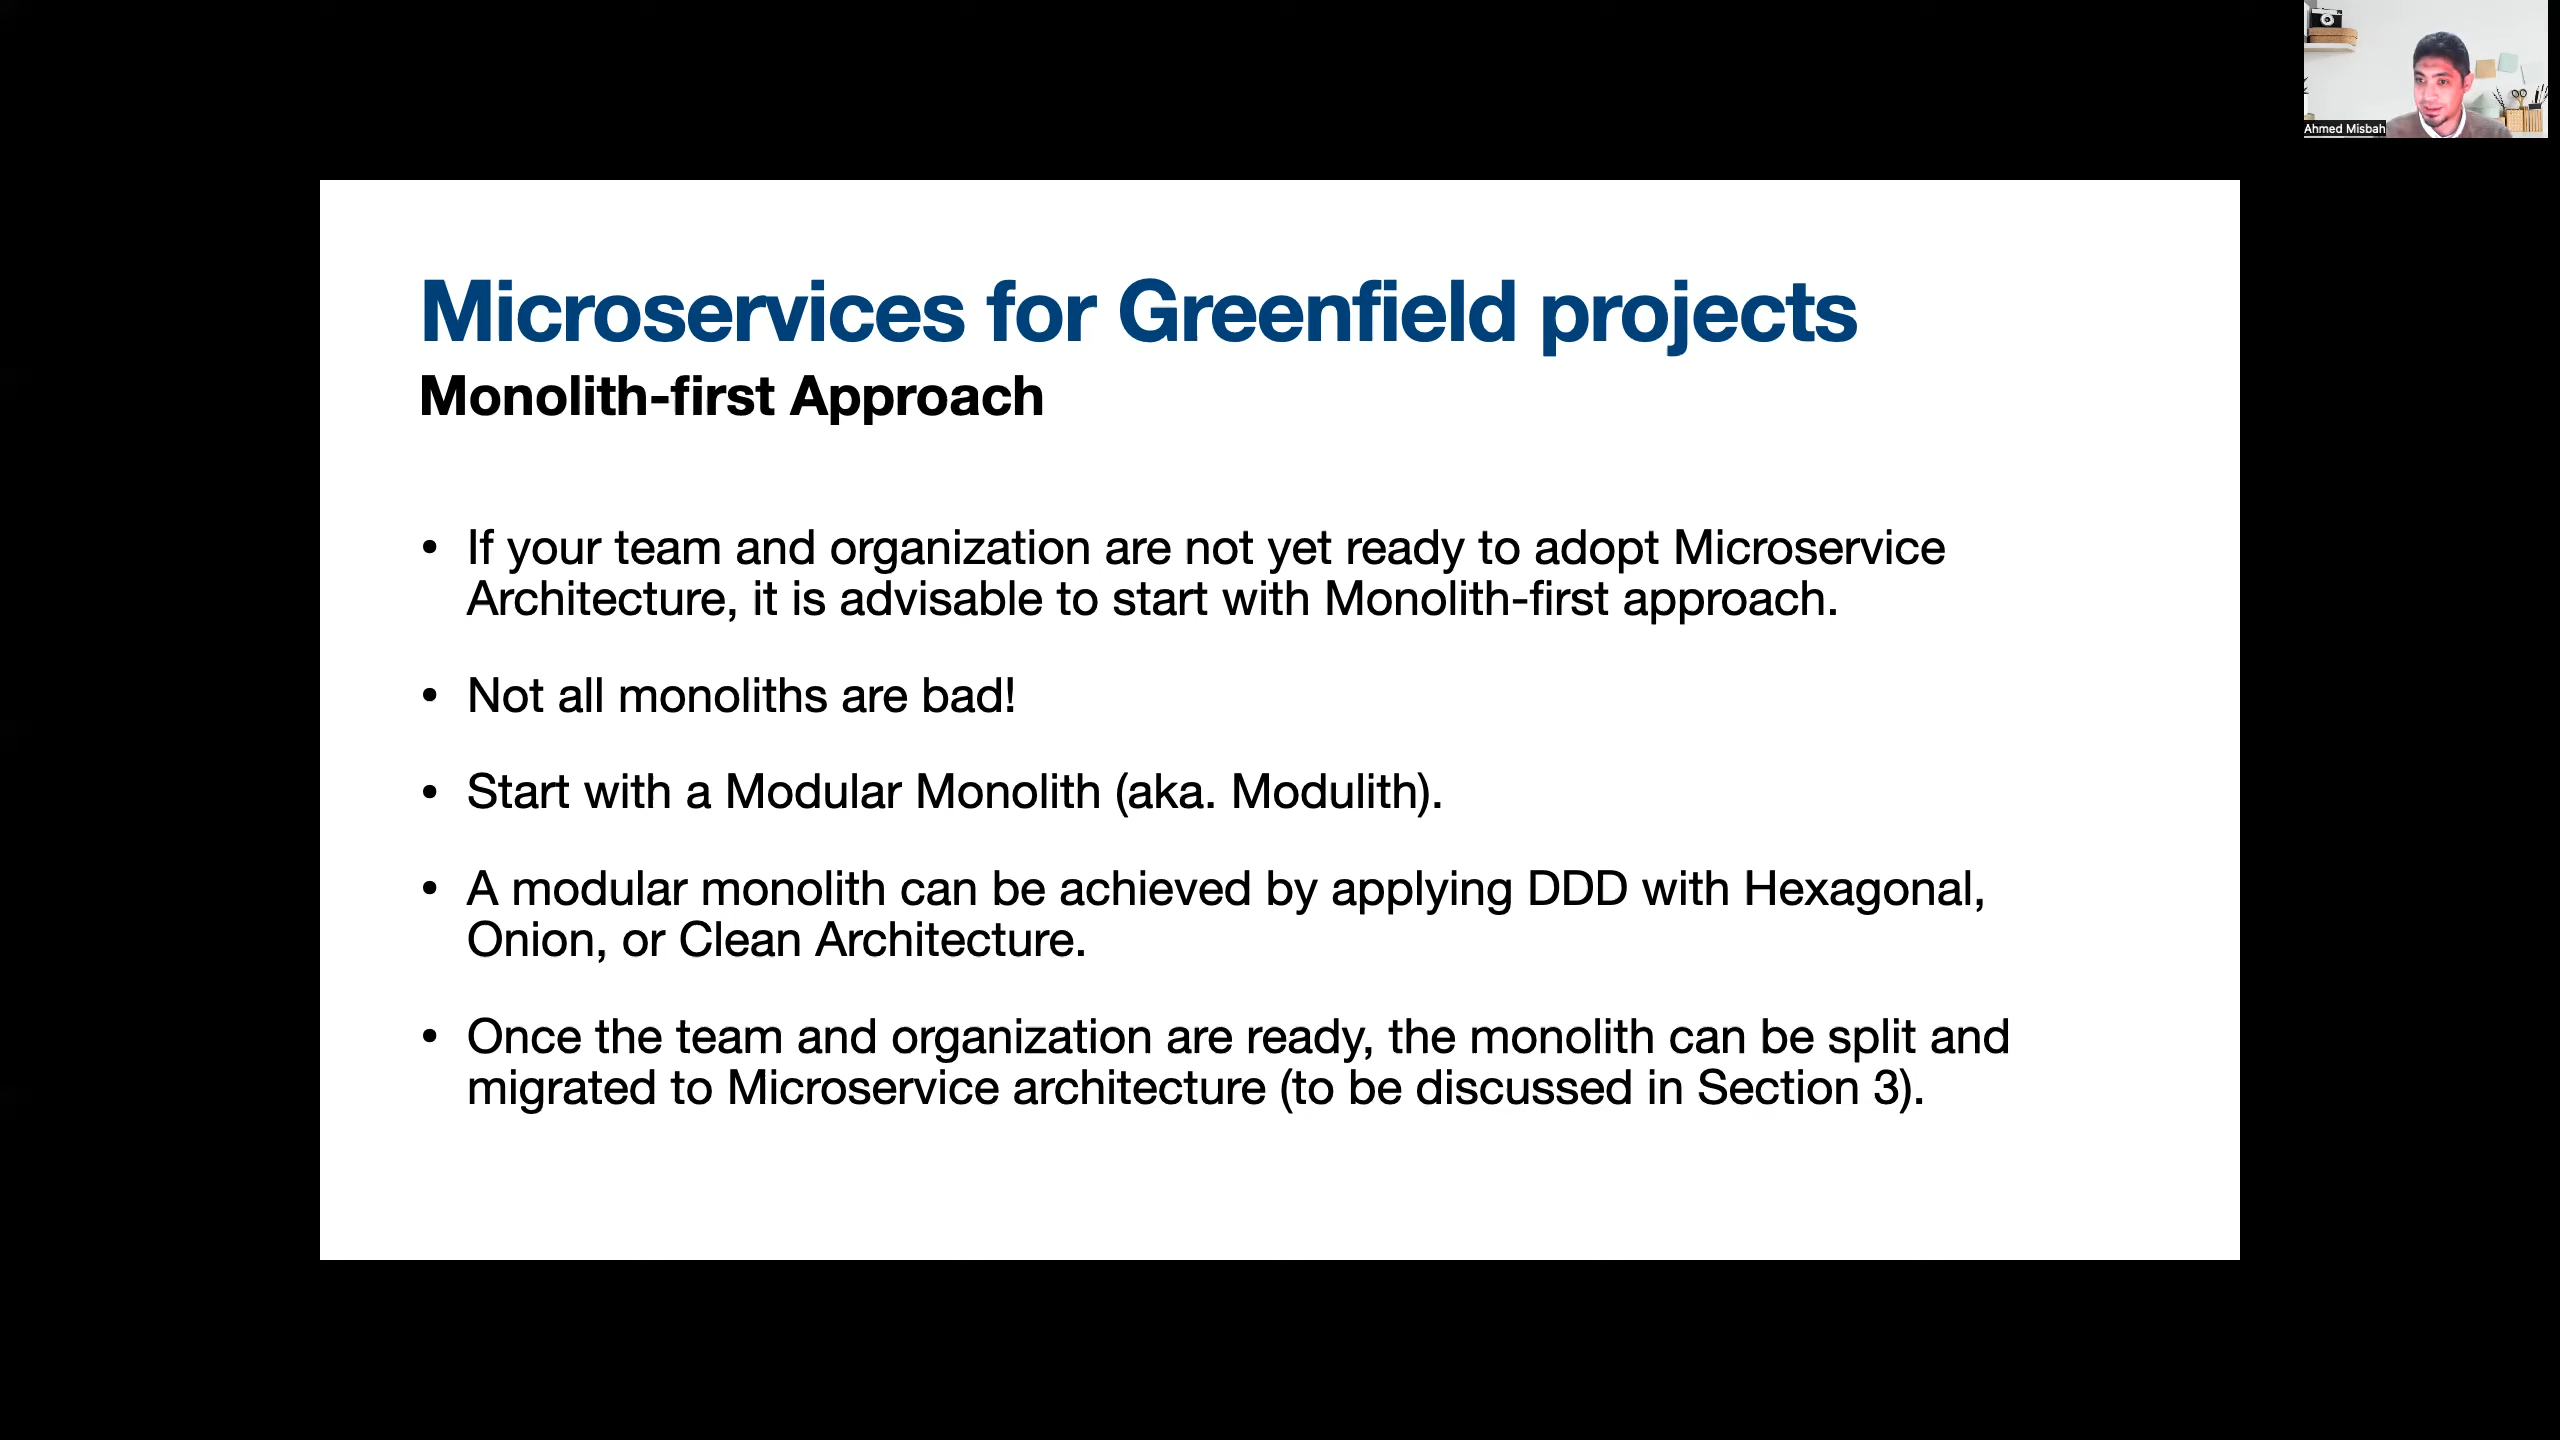 Ahmed Misbah
Microservices for Greenfield projects
Monolith-first Approach
• If your team and organization are not yet ready to adopt Microservice
Architecture, it is advisable to start with Monolith-first approach.
• Not all monoliths are bad!
• Start with a Modular Monolith (aka. Modulith).
• A modular monolith can be achieved by applying DDD with Hexagonal,
Onion, or Clean Architecture.
• Once the team and organization are ready, the monolith can be split and
migrated to Microservice architecture (to be discussed in Section 3).